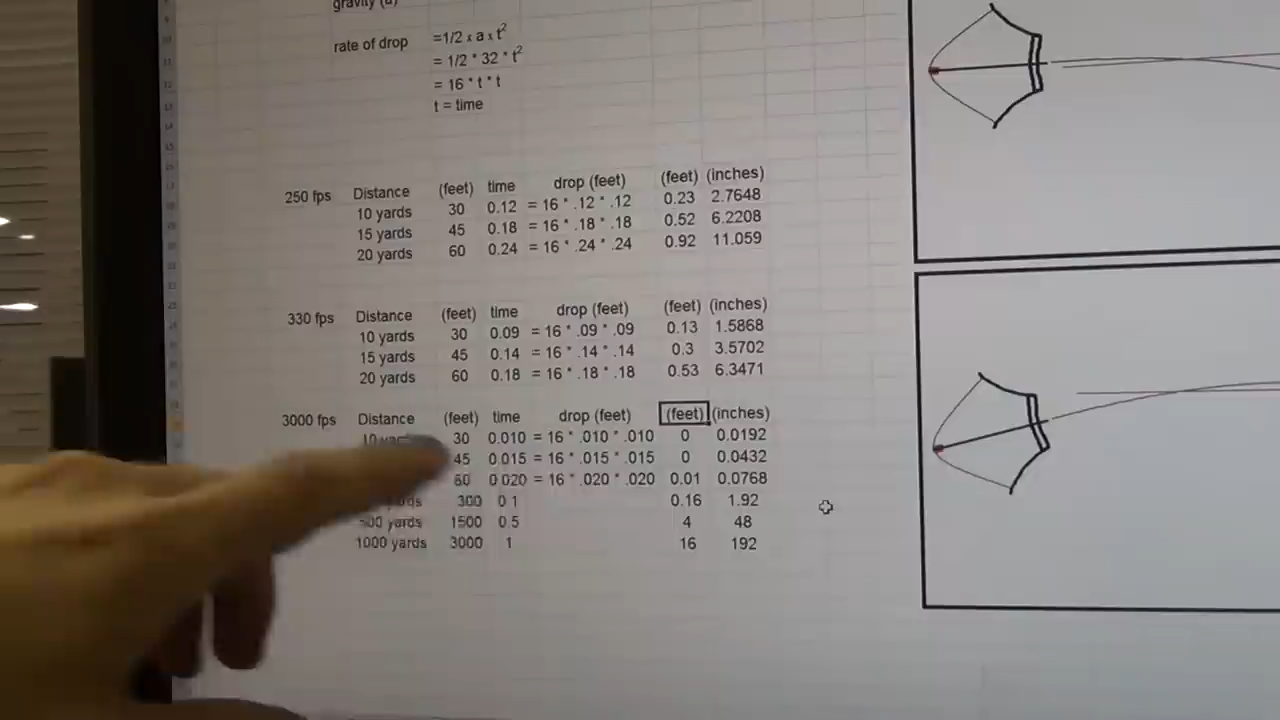 gravity (a)
rate of drop =1/2 x a x t²
= 1/2 * 32 * t²
= 16 * t * t
t = time
250 fps Distance (feet) time drop (feet) (feet) (inches)
10 yards 30 0.12 = 16 * .12 * .12 0.23 2.7648
15 yards 45 0.18 = 16 * .18 * .18 0.52 6.2208
20 yards 60 0.24 = 16 * .24 * .24 0.92 11.059
330 fps Distance (feet) time drop (feet) (feet) (inches)
10 yards 30 0.09 = 16 * .09 * .09 0.13 1.5868
15 yards 45 0.14 = 16 * .14 * .14 0.3 3.5702
20 yards 60 0.18 = 16 * .18 * .18 0.53 6.3471
3000 fps Distance (feet) time drop (feet) (feet) (inches)
10 yards 30 0.010 = 16 * .010 * .010 0 0.0192
45 0.015 = 16 * .015 * .015 0 0.0432
60 0.020 = 16 * .020 * .020 0.01 0.0768
300 0.1 0.16 1.92
500 yards 1500 0.5 4 48
1000 yards 3000 1 16 192